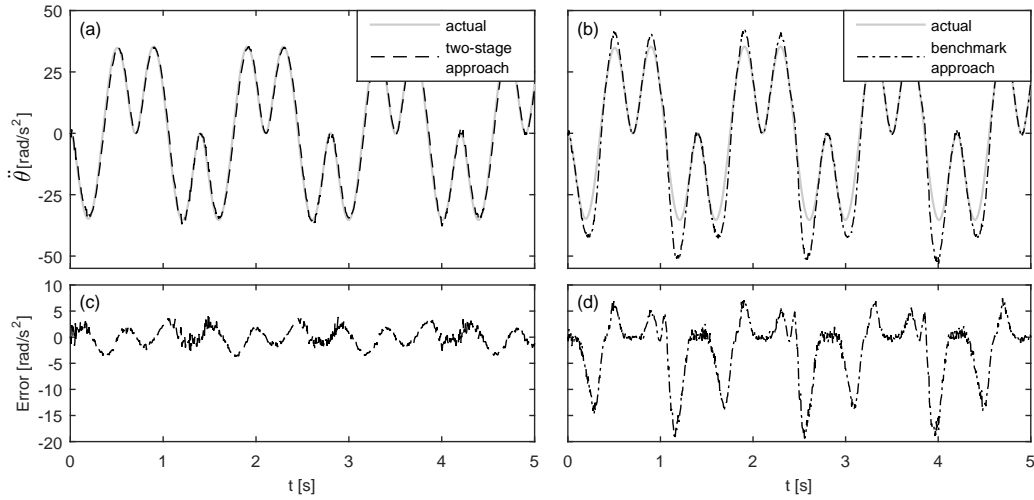 (a)
actual
two-stage
approach
50
25
0
-25
-50
θ̈ [rad/s²]
(b)
actual
benchmark
approach
(c)
10
5
0
-5
-10
-15
-20
Error [rad/s²]
0 1 2 3 4 5
t [s]
(d)
0 1 2 3 4 5
t [s]